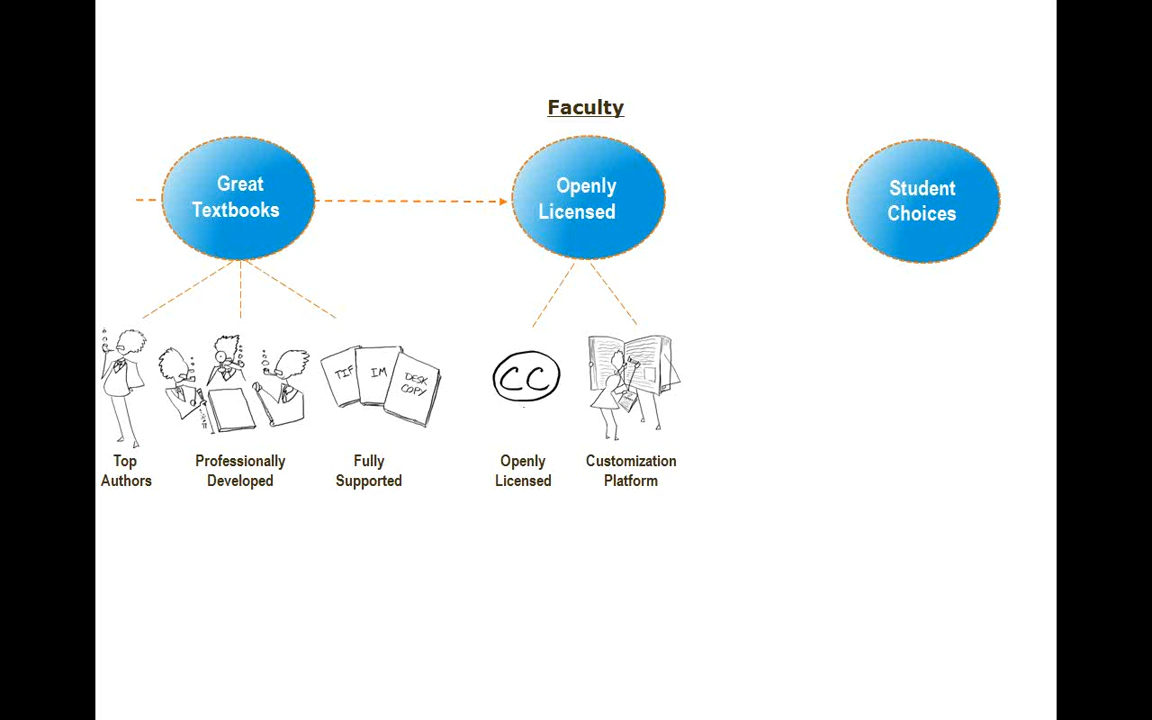 Faculty
Great
Textbooks
Openly
Licensed
Student
Choices
TIF
IM
DESK
COPY
CC
Top
Authors
Professionally
Developed
Fully
Supported
Openly
Licensed
Customization
Platform